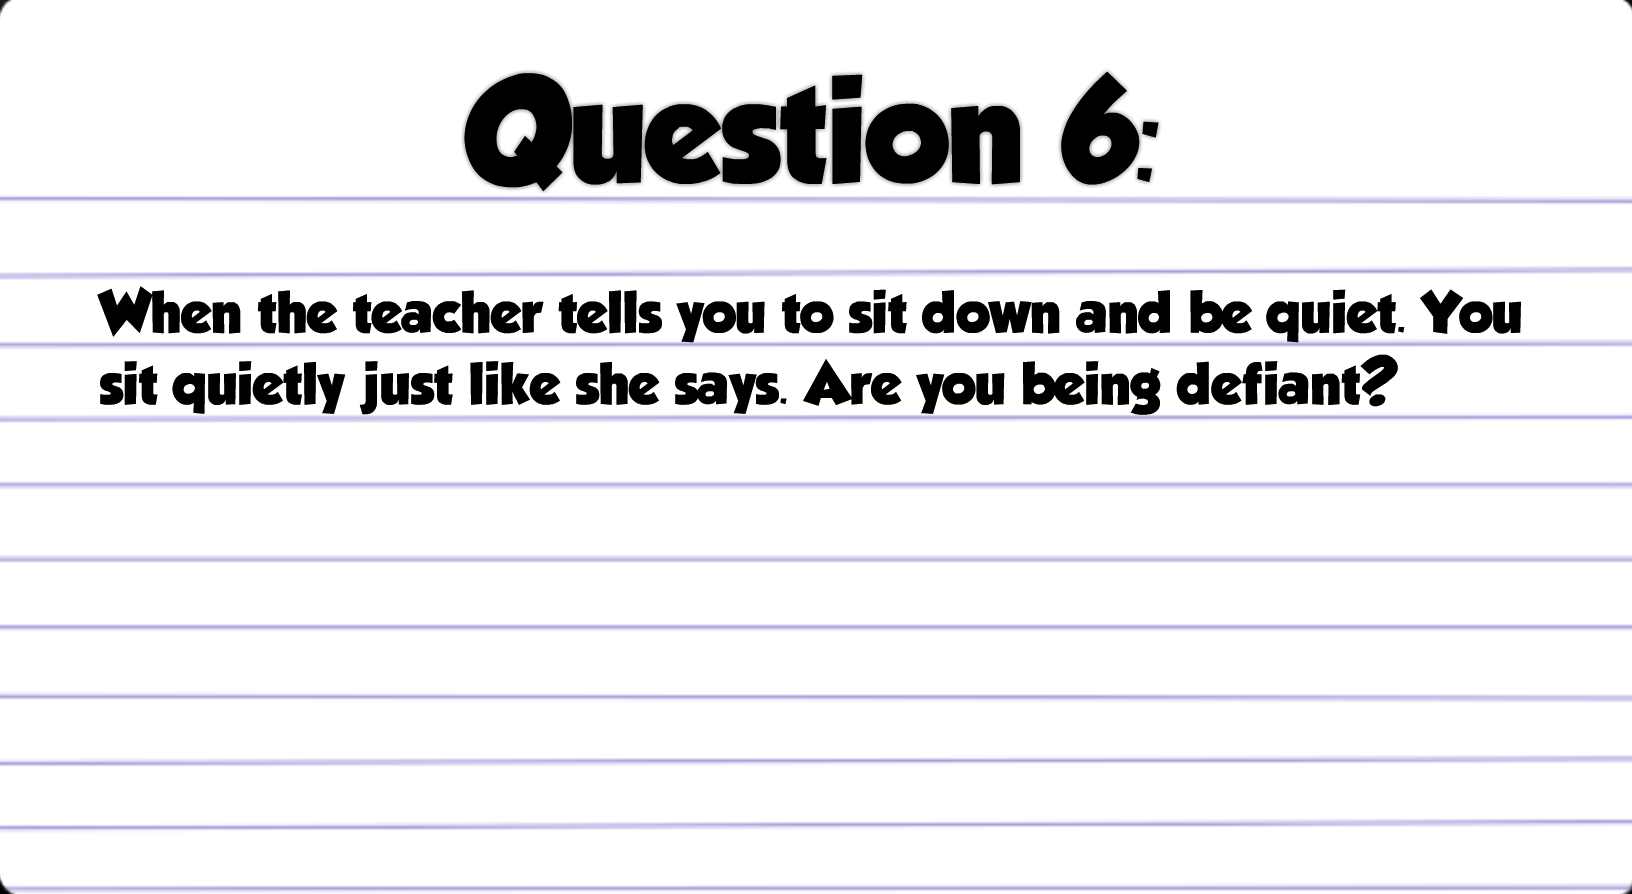 Question 6:
When the teacher tells you to sit down and be quiet. You
sit quietly just like she says. Are you being defiant?